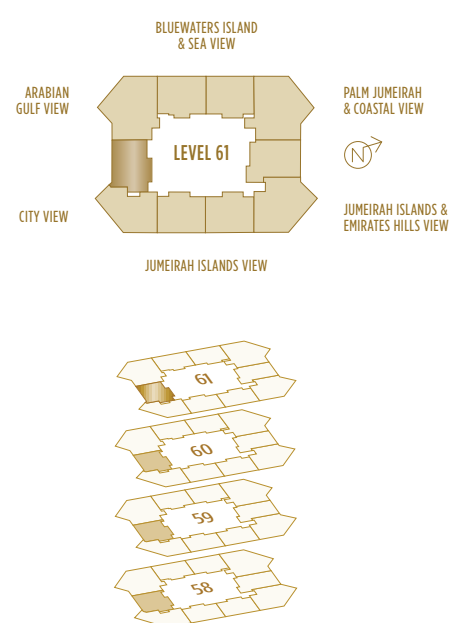 BLUEWATERS ISLAND
& SEA VIEW
ARABIAN
GULF VIEW
PALM JUMEIRAH
& COASTAL VIEW
LEVEL 61
N
CITY VIEW
JUMEIRAH ISLANDS &
EMIRATES HILLS VIEW
JUMEIRAH ISLANDS VIEW
61
60
59
58